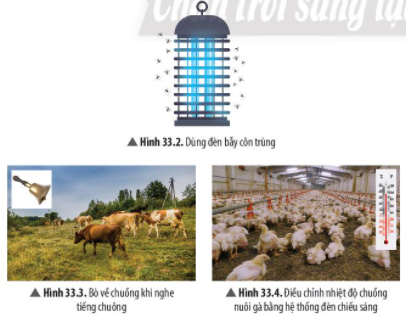 Chân trời sáng tạ
▲ Hình 33.2. Dùng đèn bẫy côn trùng
▲ Hình 33.3. Bò về chuồng khi nghe
tiếng chuông
▲ Hình 33.4. Điều chỉnh nhiệt độ chuồng
nuôi gà bằng hệ thống đèn chiếu sáng